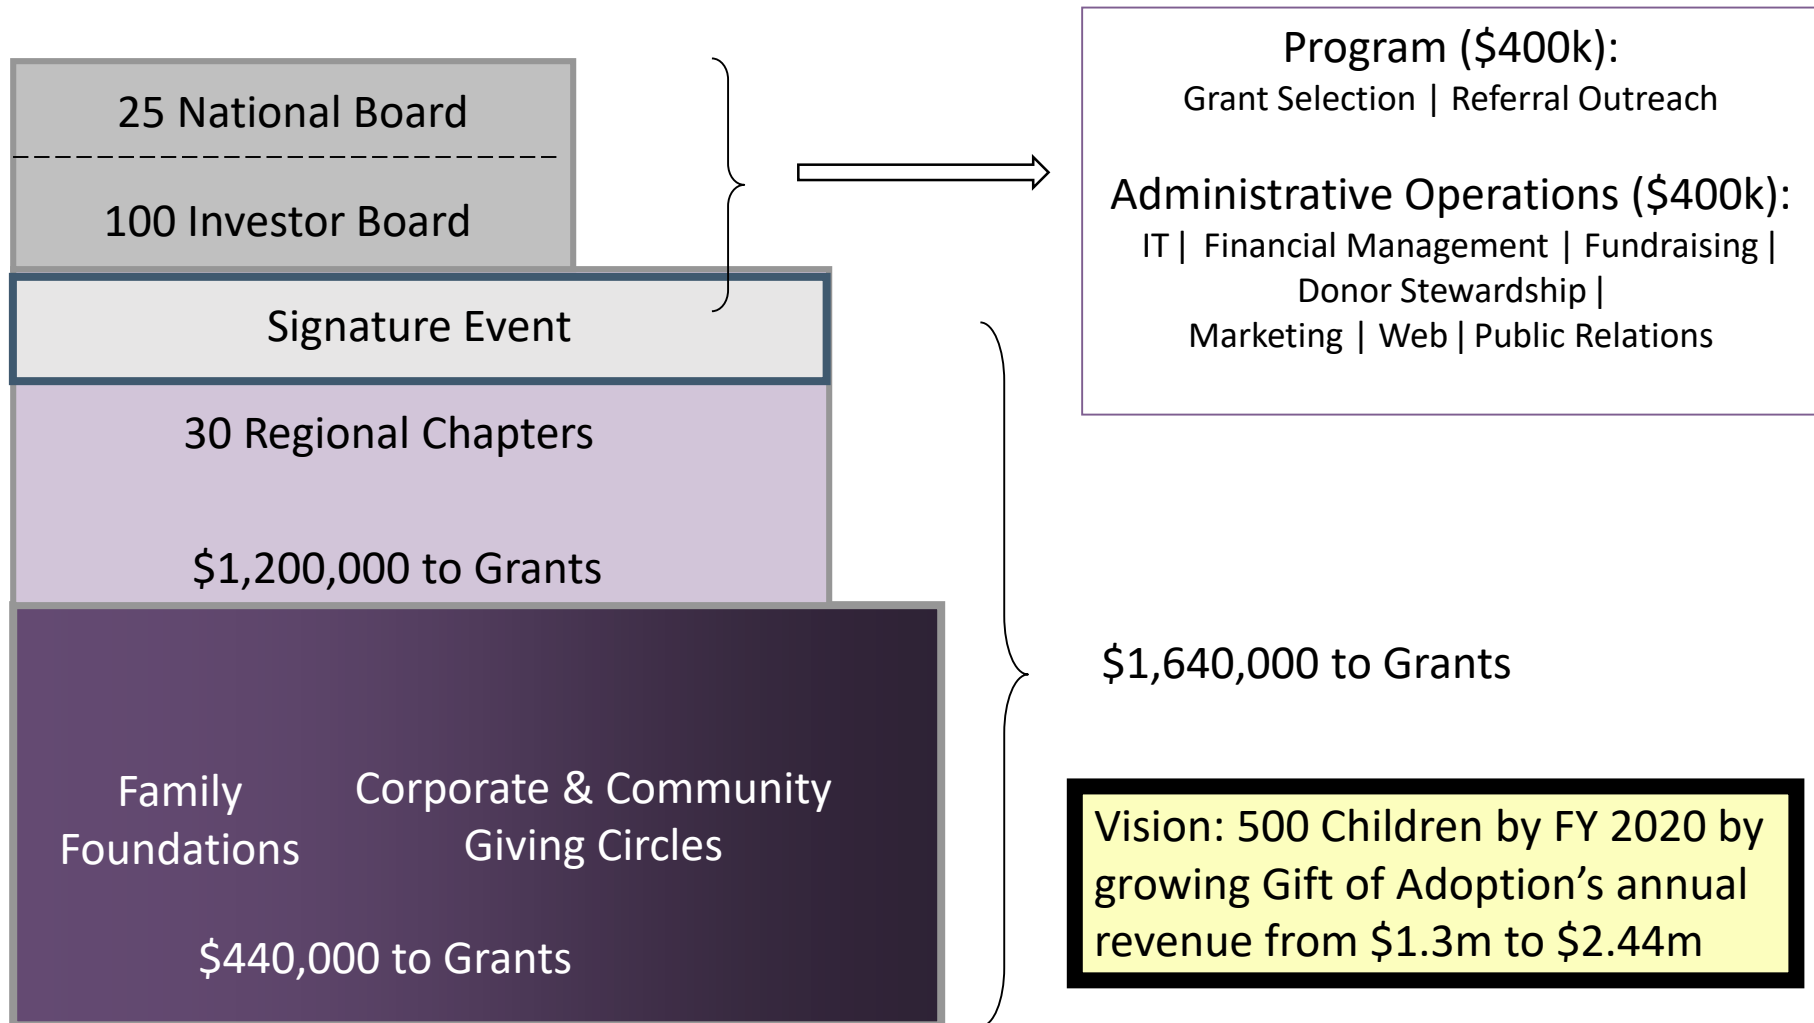 25 National Board
100 Investor Board
Signature Event
30 Regional Chapters
$1,200,000 to Grants
Family
Foundations
Corporate & Community
Giving Circles
$440,000 to Grants
Program ($400k):
Grant Selection | Referral Outreach
Administrative Operations ($400k):
IT | Financial Management | Fundraising |
Donor Stewardship |
Marketing | Web | Public Relations
$1,640,000 to Grants
Vision: 500 Children by FY 2020 by
growing Gift of Adoption’s annual
revenue from $1.3m to $2.44m